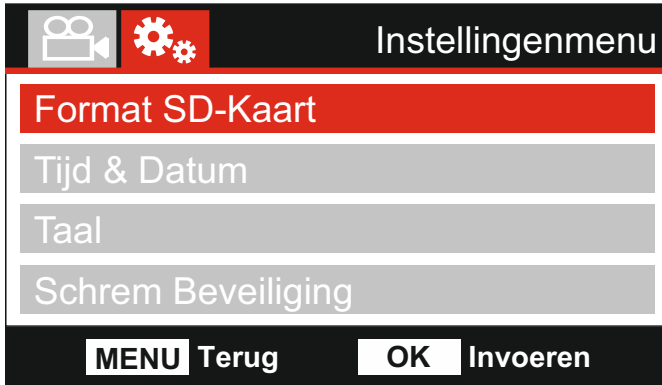 Instellingenmenu
Format SD-Kaart
Tijd & Datum
Taal
Schrem Beveiliging
MENU Terug OK Invoeren